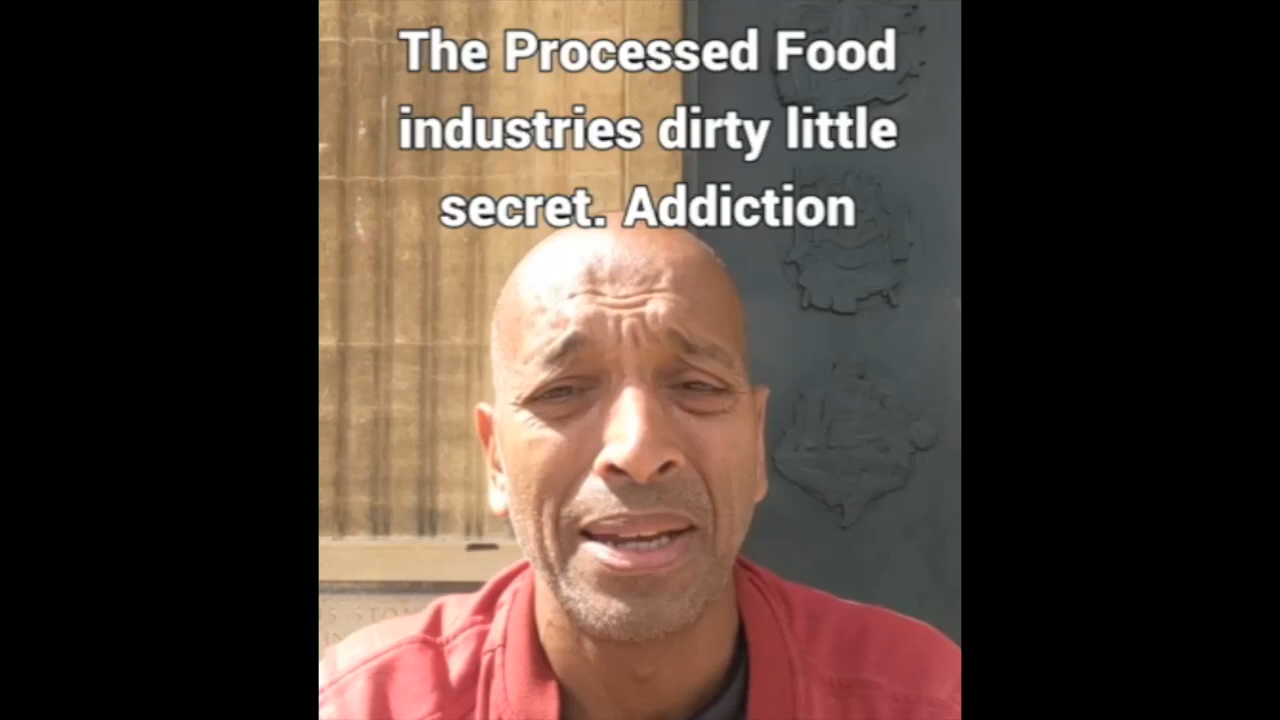 The Processed Food
industries dirty little
secret. Addiction